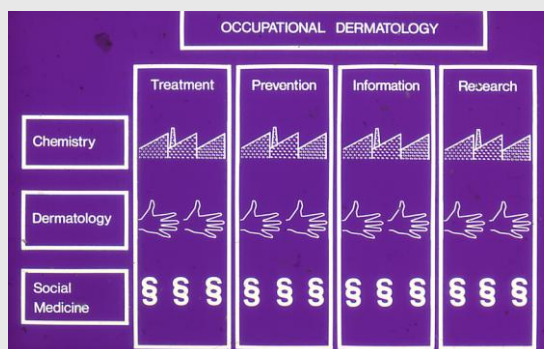 OCCUPATIONAL DERMATOLOGY
Treatment Prevention Information Research
Chemistry
Dermatology
§ § § § § § § § § § § §
Social
Medicine